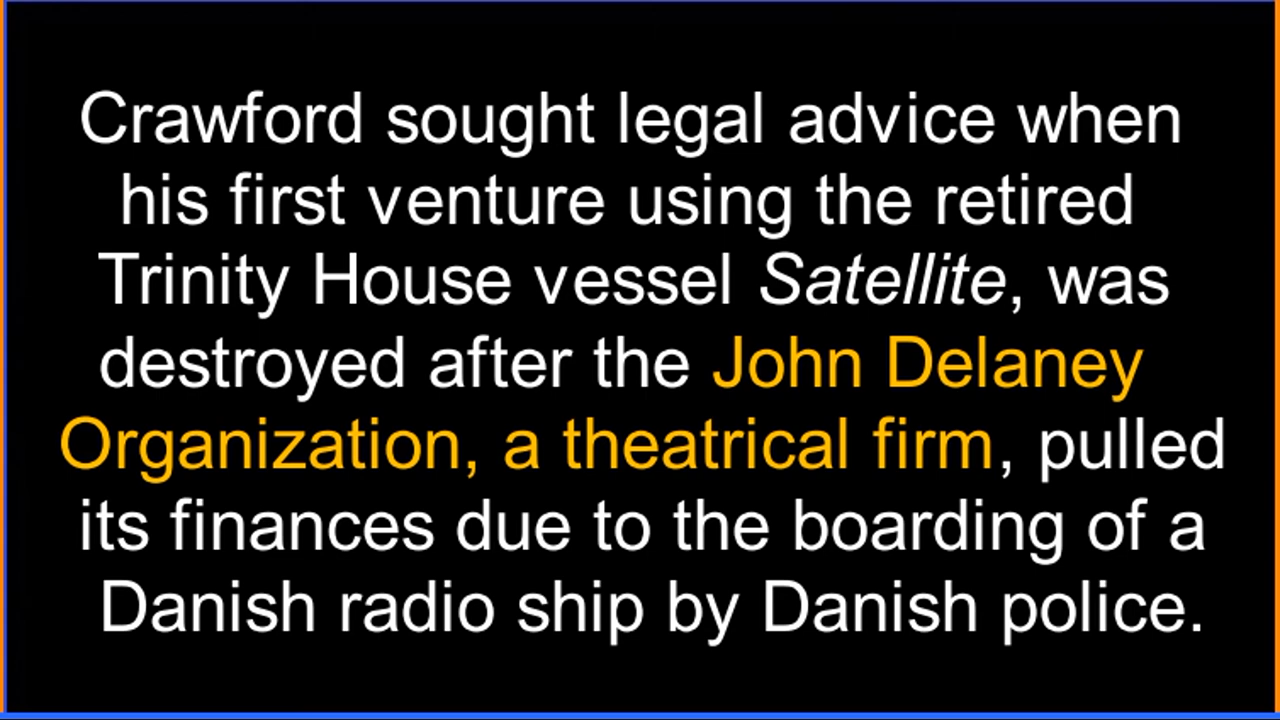 Crawford sought legal advice when
his first venture using the retired
Trinity House vessel Satellite, was
destroyed after the John Delaney
Organization, a theatrical firm, pulled
its finances due to the boarding of a
Danish radio ship by Danish police.